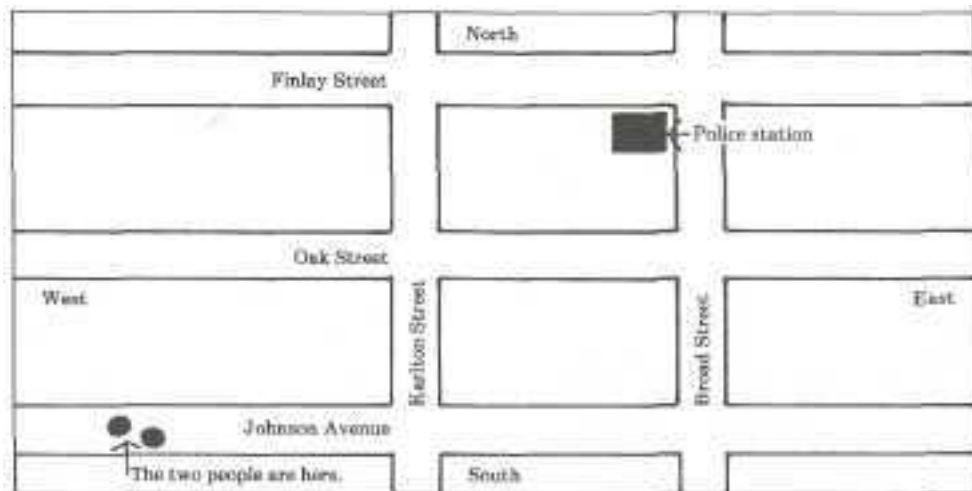 North
Finlay Street
Police station
Oak Street
West
East
Karlton Street
Broad Street
Johnson Avenue
The two people are here.
South